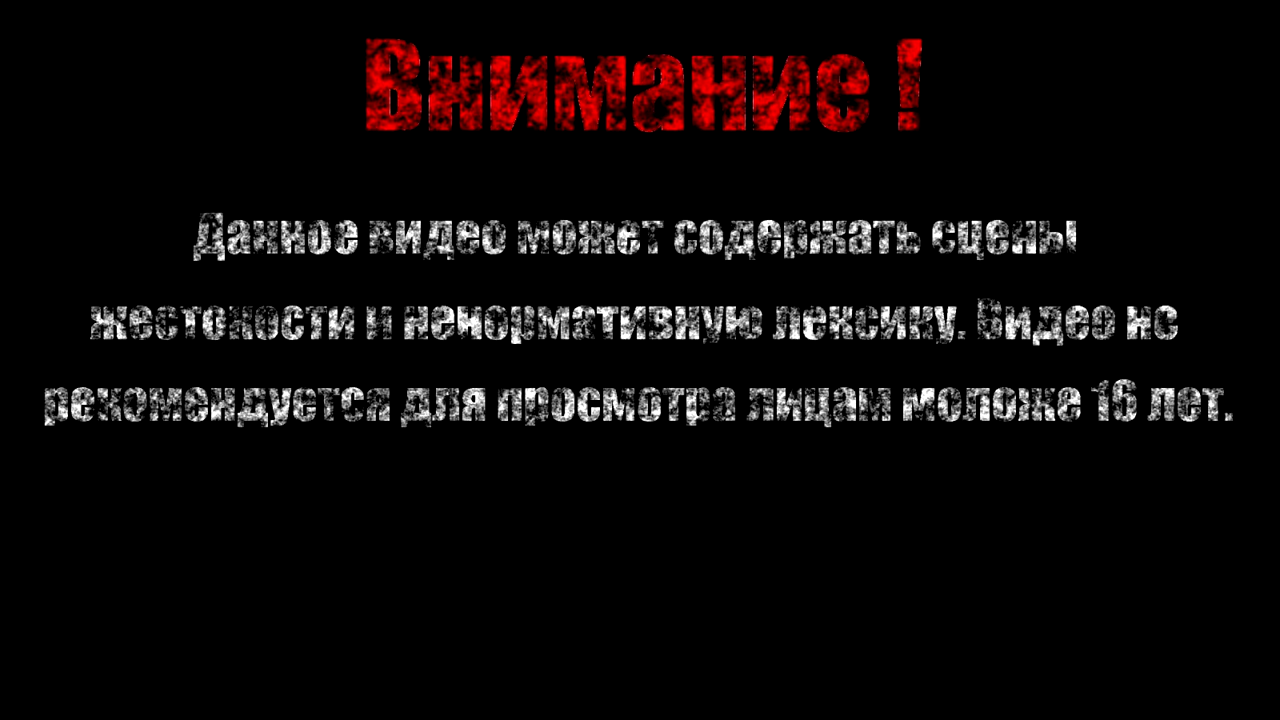 Внимание !
Данное видео может содержать сцены
жестокости и ненормативную лексику. Видео не
рекомендуется для просмотра лицам моложе 16 лет.